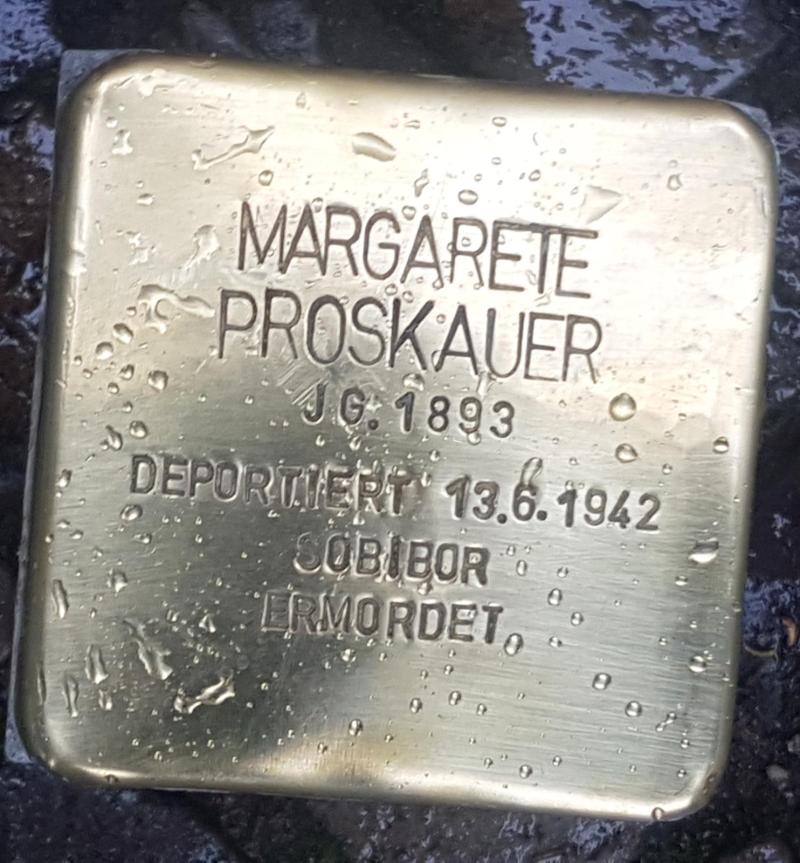 MARGARETE
PROSKAUER
JG. 1893
DEPORTIERT 13.6.1942
SOBIBOR
ERMORDET